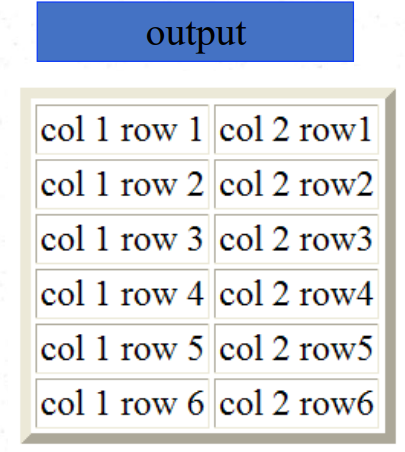 output
col 1 row 1 col 2 row1
col 1 row 2 col 2 row2
col 1 row 3 col 2 row3
col 1 row 4 col 2 row4
col 1 row 5 col 2 row5
col 1 row 6 col 2 row6